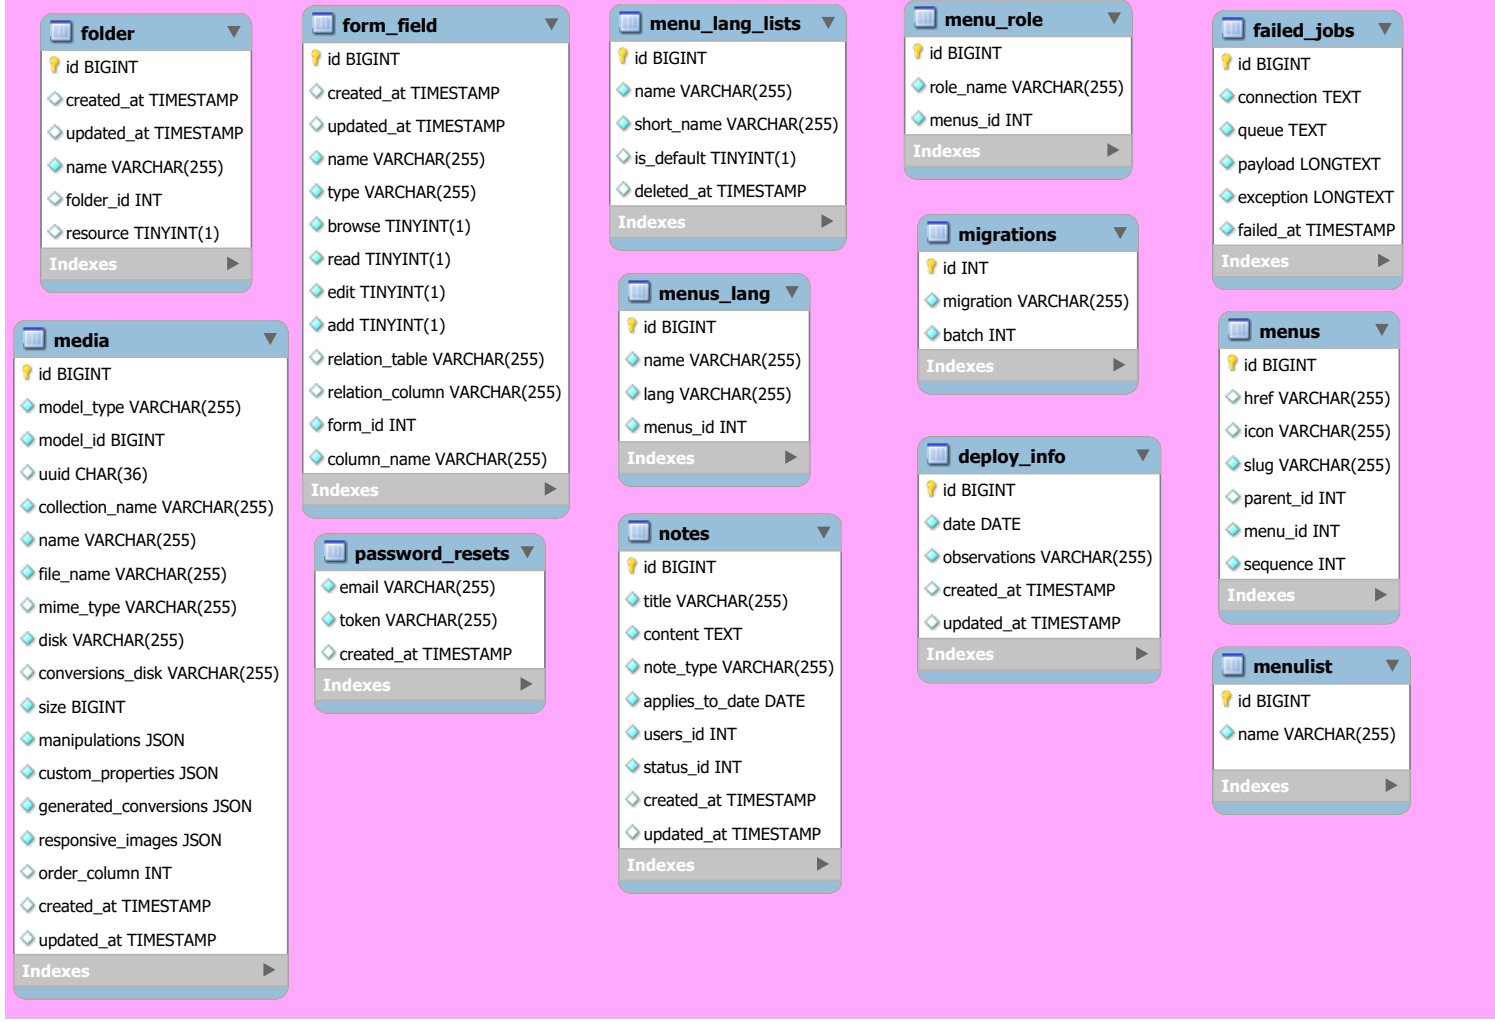 folder
id BIGINT
created_at TIMESTAMP
updated_at TIMESTAMP
name VARCHAR(255)
folder_id INT
resource TINYINT(1)
Indexes
media
id BIGINT
model_type VARCHAR(255)
model_id BIGINT
uuid CHAR(36)
collection_name VARCHAR(255)
name VARCHAR(255)
file_name VARCHAR(255)
mime_type VARCHAR(255)
disk VARCHAR(255)
conversions_disk VARCHAR(255)
size BIGINT
manipulations JSON
custom_properties JSON
generated_conversions JSON
responsive_images JSON
order_column INT
created_at TIMESTAMP
updated_at TIMESTAMP
Indexes
form_field
id BIGINT
created_at TIMESTAMP
updated_at TIMESTAMP
name VARCHAR(255)
type VARCHAR(255)
browse TINYINT(1)
read TINYINT(1)
edit TINYINT(1)
add TINYINT(1)
relation_table VARCHAR(255)
relation_column VARCHAR(255)
form_id INT
column_name VARCHAR(255)
Indexes
password_resets
email VARCHAR(255)
token VARCHAR(255)
created_at TIMESTAMP
Indexes
menu_lang_lists
id BIGINT
name VARCHAR(255)
short_name VARCHAR(255)
is_default TINYINT(1)
deleted_at TIMESTAMP
Indexes
menus_lang
id BIGINT
name VARCHAR(255)
lang VARCHAR(255)
menus_id INT
Indexes
notes
id BIGINT
title VARCHAR(255)
content TEXT
note_type VARCHAR(255)
applies_to_date DATE
users_id INT
status_id INT
created_at TIMESTAMP
updated_at TIMESTAMP
Indexes
menu_role
id BIGINT
role_name VARCHAR(255)
menus_id INT
Indexes
migrations
id INT
migration VARCHAR(255)
batch INT
Indexes
deploy_info
id BIGINT
date DATE
observations VARCHAR(255)
created_at TIMESTAMP
updated_at TIMESTAMP
Indexes
failed_jobs
id BIGINT
connection TEXT
queue TEXT
payload LONGTEXT
exception LONGTEXT
failed_at TIMESTAMP
Indexes
menus
id BIGINT
href VARCHAR(255)
icon VARCHAR(255)
slug VARCHAR(255)
parent_id INT
menu_id INT
sequence INT
Indexes
menulist
id BIGINT
name VARCHAR(255)
Indexes